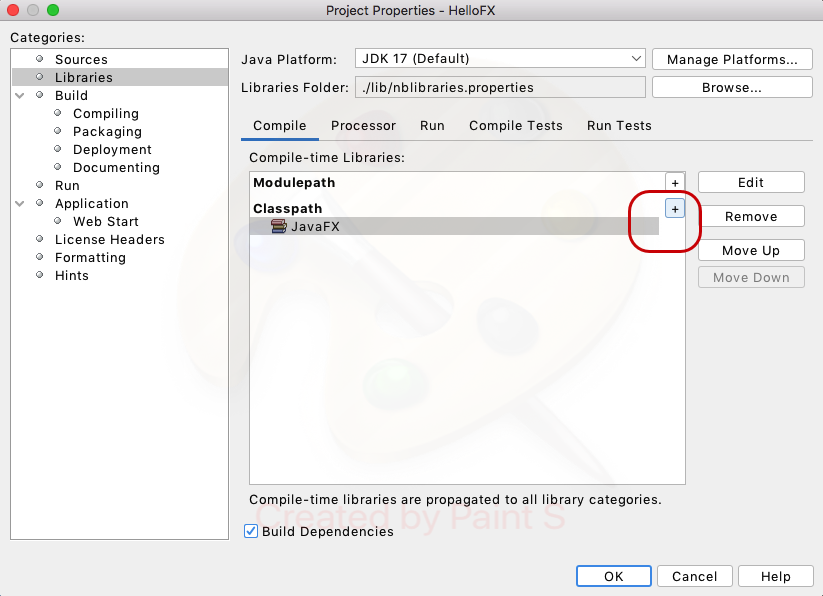 Project Properties - HelloFX
Categories:
Sources
Libraries
Build
Compiling
Packaging
Deployment
Documenting
Run
Application
Web Start
License Headers
Formatting
Hints
Java Platform: JDK 17 (Default) Manage Platforms...
Libraries Folder: ./lib/nblibraries.properties Browse...
Compile Processor Run Compile Tests Run Tests
Compile-time Libraries:
Modulepath +
Classpath +
JavaFX
Edit
Remove
Move Up
Move Down
Compile-time libraries are propagated to all library categories.
Created by Paint S
Build Dependencies
OK Cancel Help